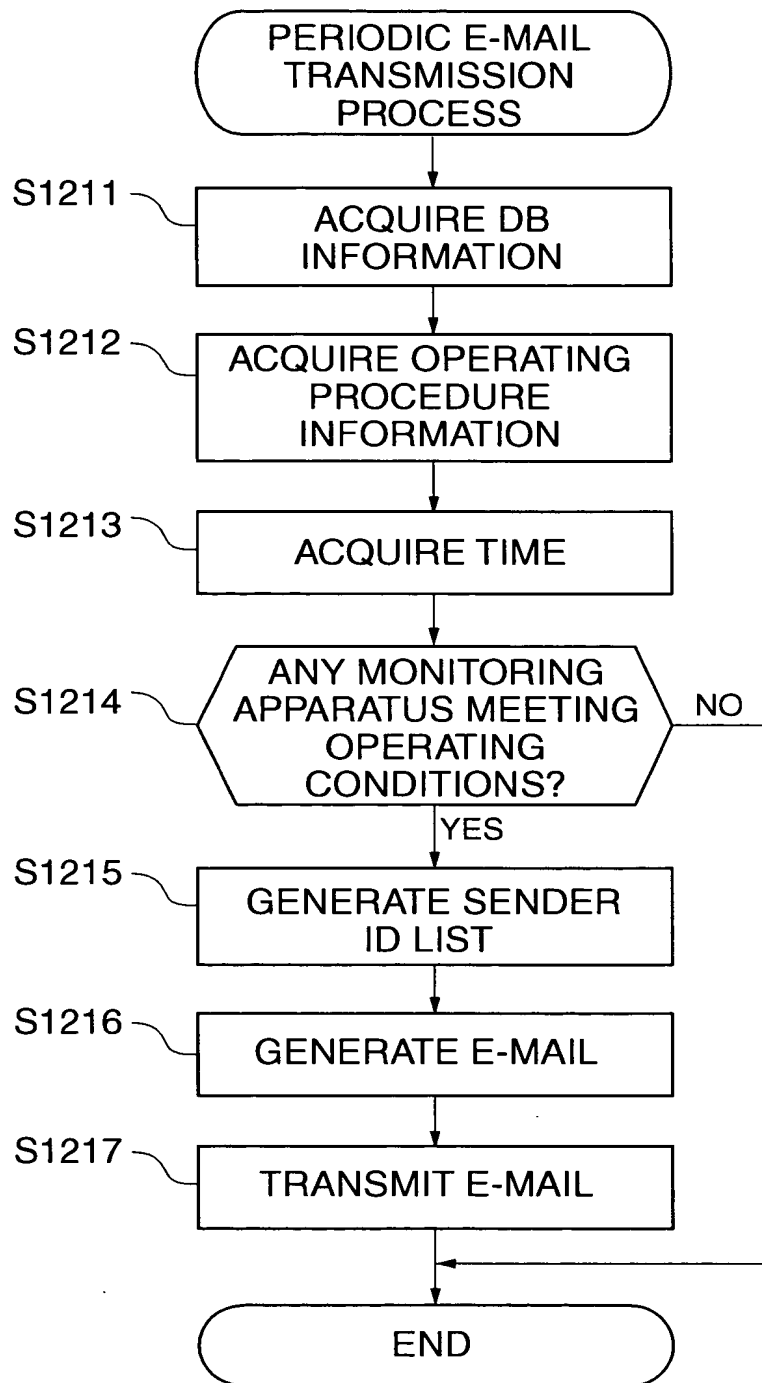 PERIODIC E-MAIL
TRANSMISSION
PROCESS
S1211
ACQUIRE DB
INFORMATION
S1212
ACQUIRE OPERATING
PROCEDURE
INFORMATION
S1213
ACQUIRE TIME
S1214
ANY MONITORING
APPARATUS MEETING
OPERATING
CONDITIONS?
NO
YES
S1215
GENERATE SENDER
ID LIST
S1216
GENERATE E-MAIL
S1217
TRANSMIT E-MAIL
END